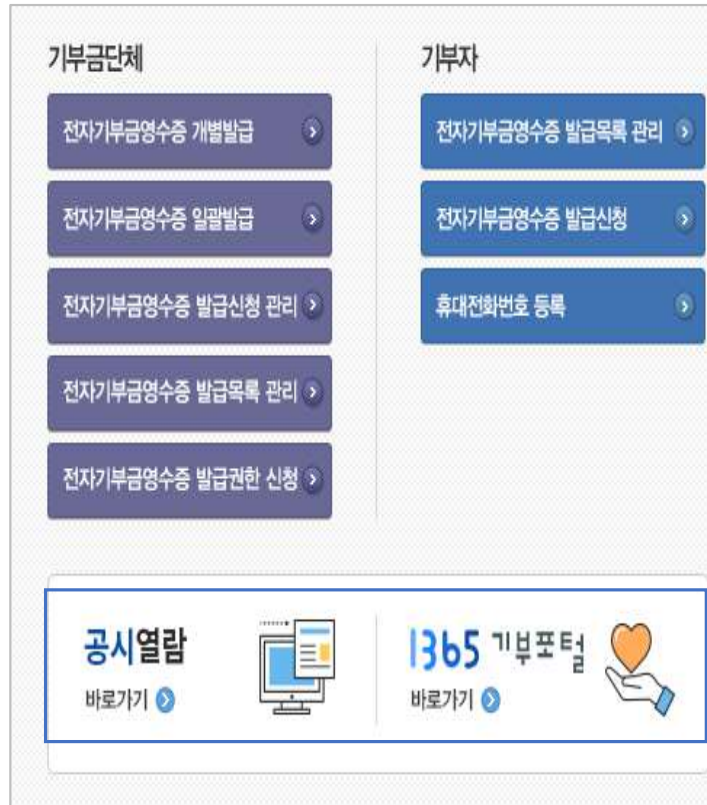 기부금단체
전자기부금영수증 개별발급
전자기부금영수증 일괄발급
전자기부금영수증 발급신청 관리
전자기부금영수증 발급목록 관리
전자기부금영수증 발급권한 신청
기부자
전자기부금영수증 발급목록 관리
전자기부금영수증 발급신청
휴대전화번호 등록
공시열람
바로가기
1365 기부포털
바로가기